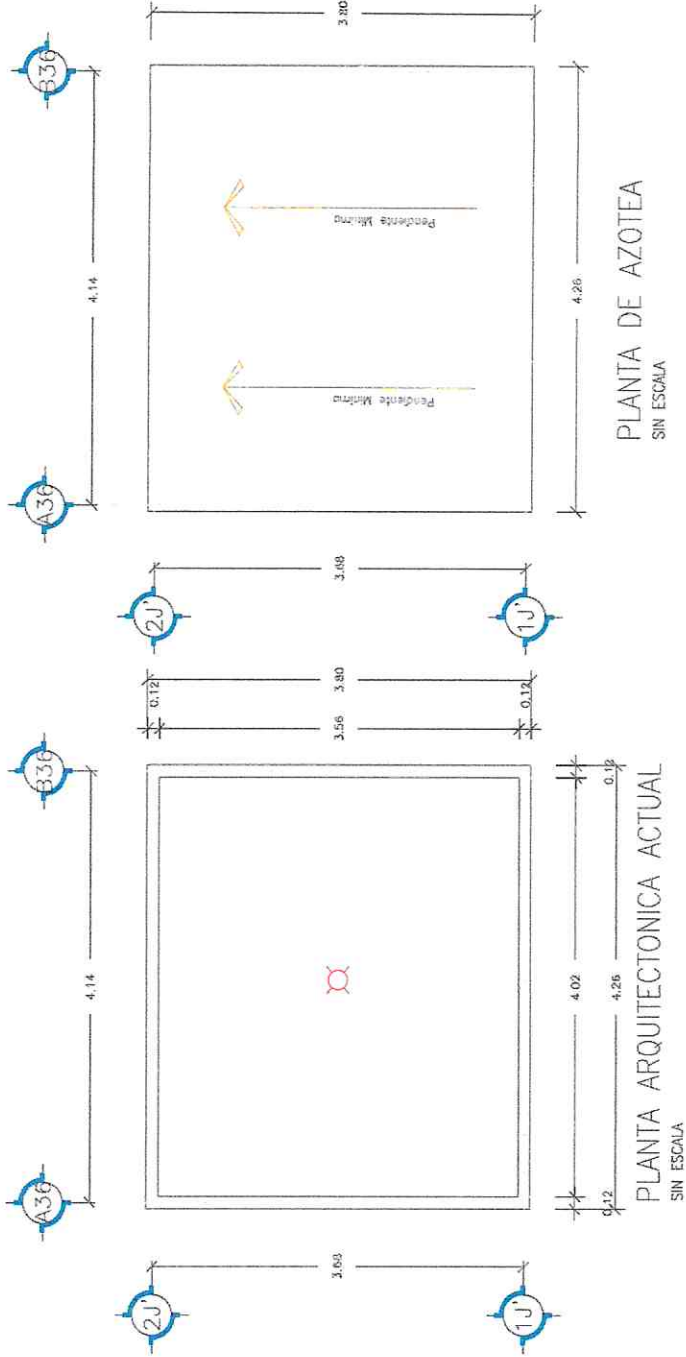 A36
B36
4.14
2J'
1J'
3.68
0.12
3.56
0.12
3.80
0.12
4.02
0.12
4.26
PLANTA ARQUITECTONICA ACTUAL
SIN ESCALA
A36
B36
4.14
2J'
1J'
3.68
Pendiente Minima
Pendiente Minima
3.80
4.26
PLANTA DE AZOTEA
SIN ESCALA